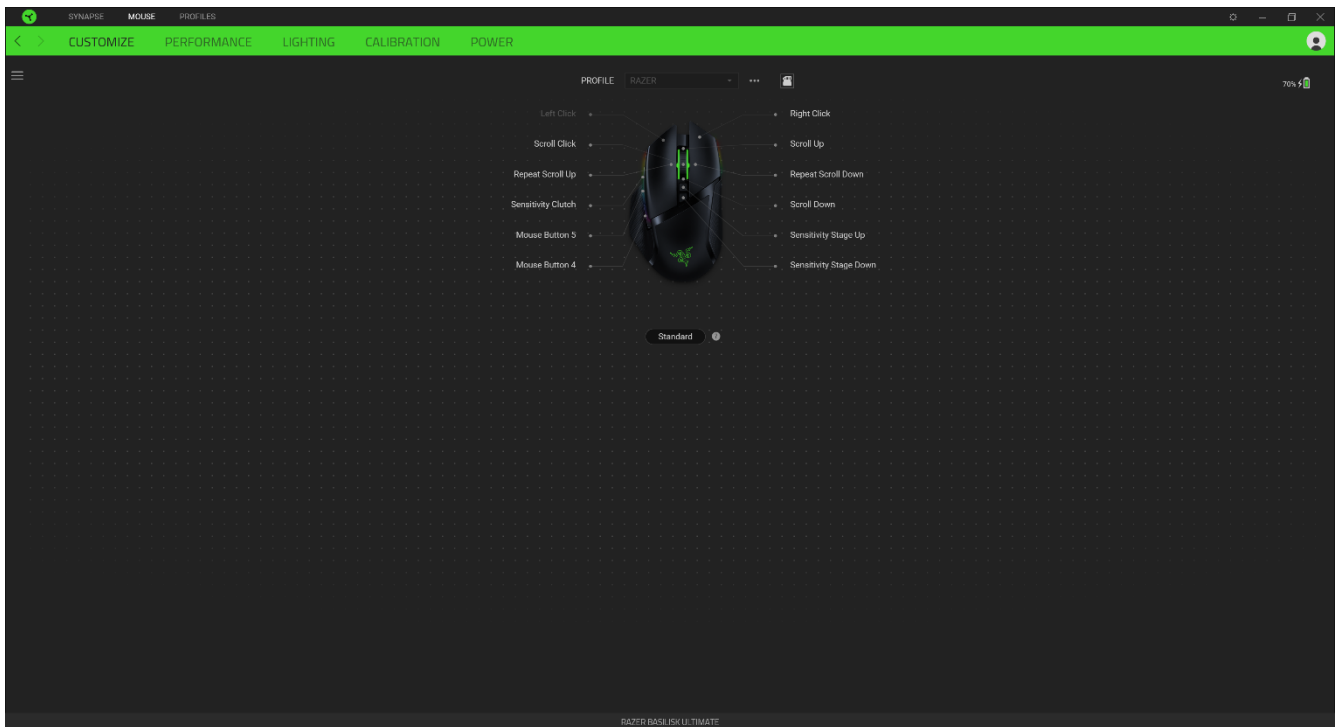 SYNAPSE MOUSE PROFILES
CUSTOMIZE PERFORMANCE LIGHTING CALIBRATION POWER
PROFILE RAZER
70%
Left Click Right Click
Scroll Click Scroll Up
Repeat Scroll Up Repeat Scroll Down
Sensitivity Clutch Scroll Down
Mouse Button 5 Sensitivity Stage Up
Mouse Button 4 Sensitivity Stage Down
Standard
RAZER BASILISK ULTIMATE